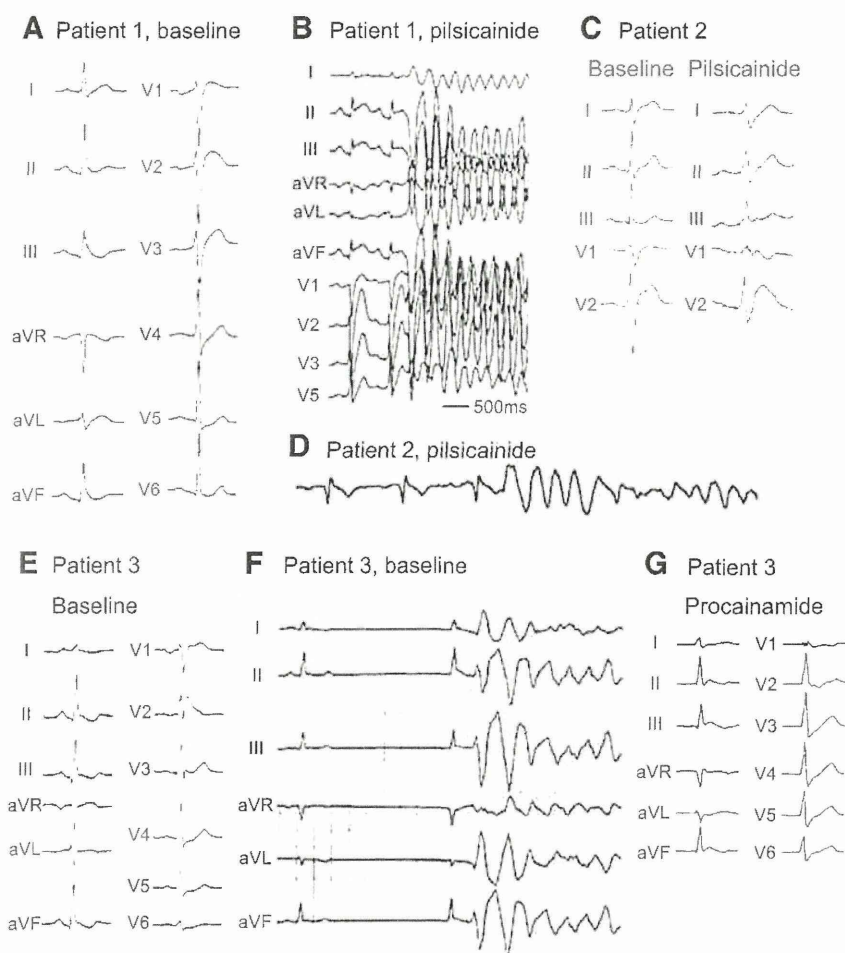 A Patient 1, baseline
I V1
II V2
III V3
aVR V4
aVL V5
aVF V6
B Patient 1, pilsicainide
I
II
III
aVR
aVL
aVF
V1
V2
V3
V5
500ms
C Patient 2
Baseline Pilsicainide
I I
II II
III III
V1 V1
V2 V2
D Patient 2, pilsicainide
E Patient 3
Baseline
I V1
II V2
III V3
aVR
V4
aVL
V5
aVF V6
F Patient 3, baseline
I
II
III
aVR
aVL
aVF
G Patient 3
Procainamide
I V1
II V2
III V3
aVR V4
aVL V5
aVF V6